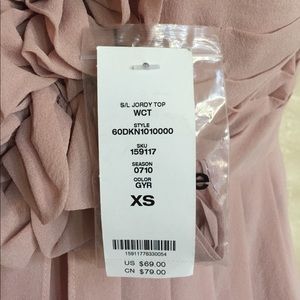 S/L JORDY TOP
WCT
STYLE
60DKN1010000
SKU
159117
SEASON
0710
COLOR
GYR
XS
15911776330054
US $69.00
CN $79.00